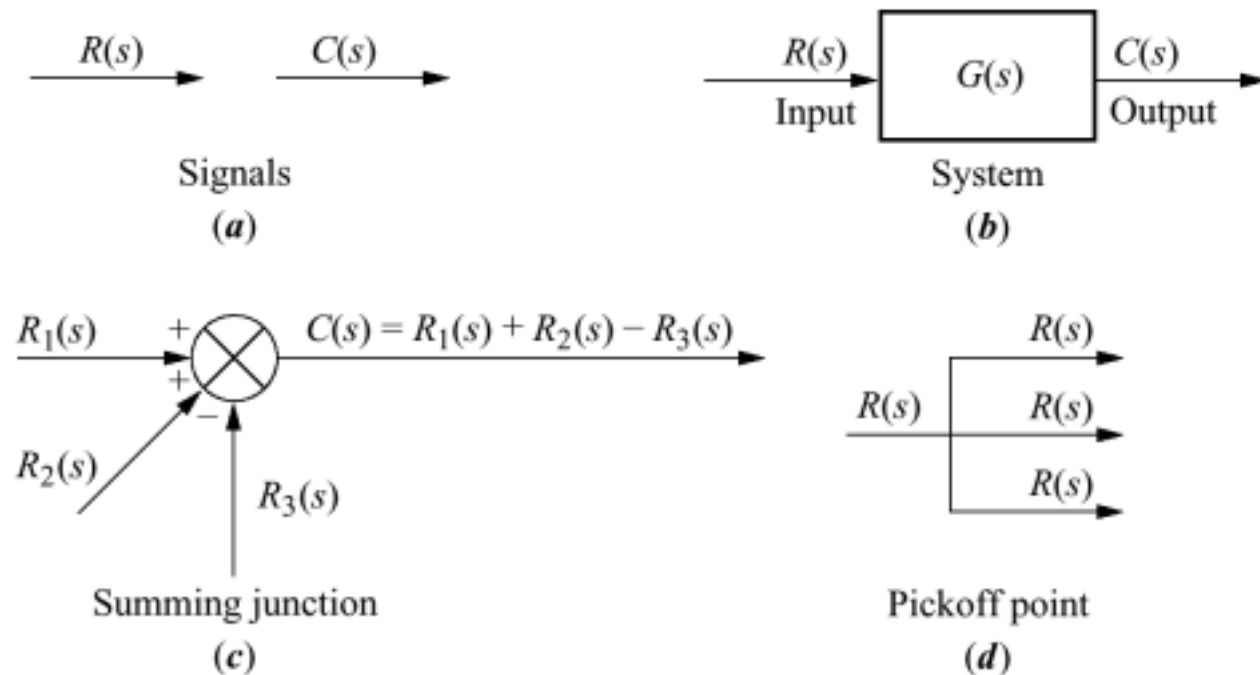 R(s)
C(s)
Signals
(a)
R(s)
Input
G(s)
C(s)
Output
System
(b)
R₁(s)
+
+
−
R₂(s)
R₃(s)
C(s) = R₁(s) + R₂(s) − R₃(s)
Summing junction
(c)
R(s)
R(s)
R(s)
R(s)
Pickoff point
(d)